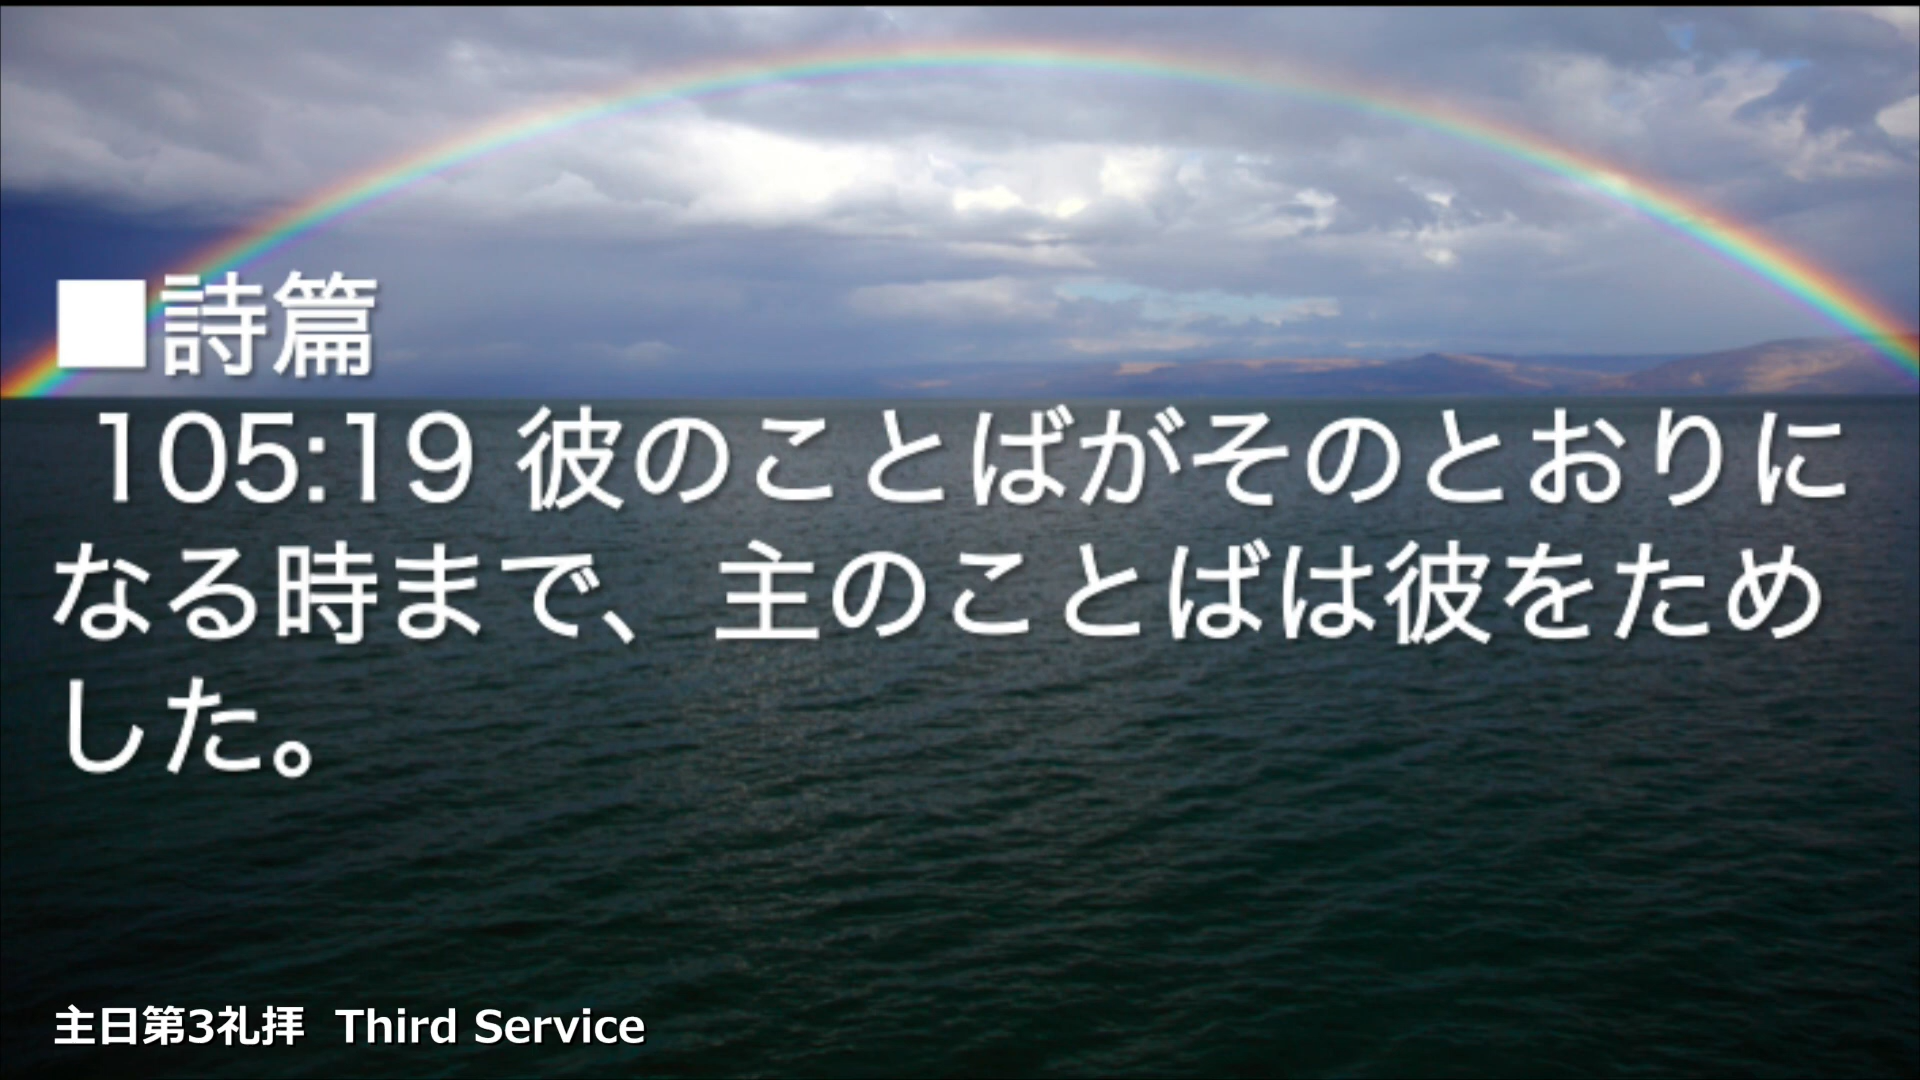 ■詩篇
105:19 彼のことばがそのとおりに
なる時まで、主のことばは彼をため
した。
主日第3礼拝 Third Service